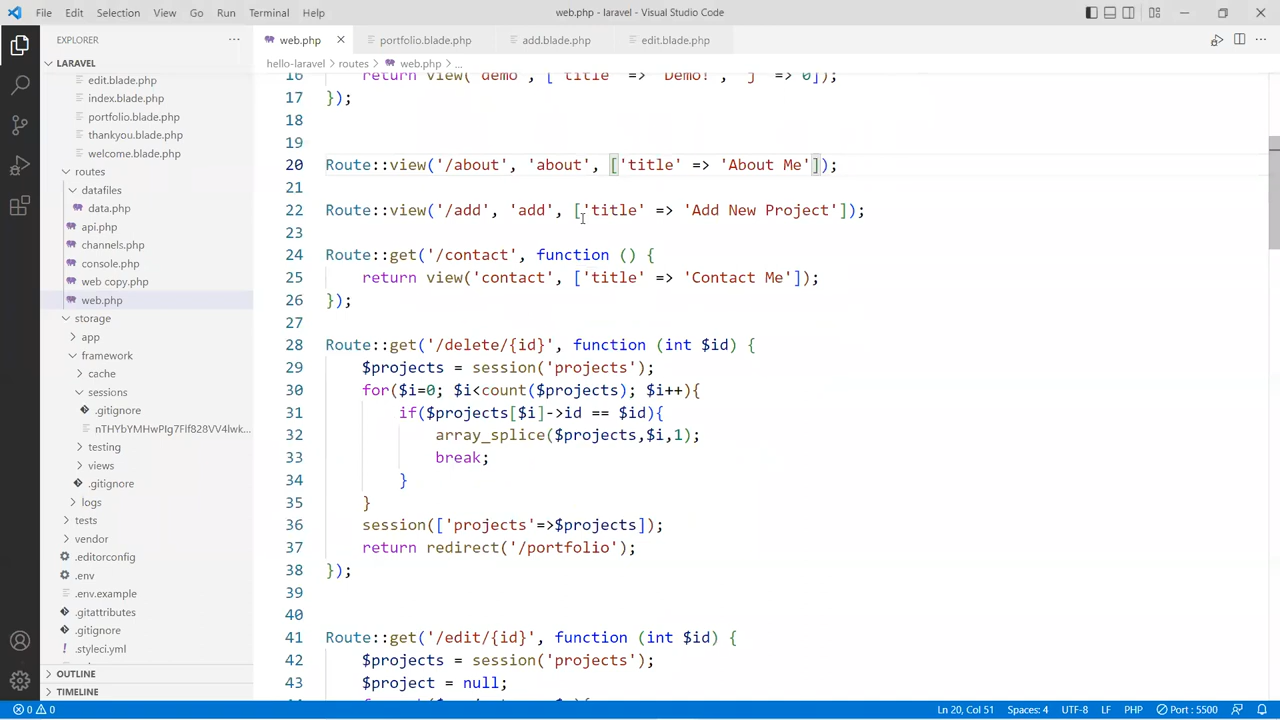 File Edit Selection View Go Run Terminal Help
web.php - laravel - Visual Studio Code
EXPLORER
web.php
portfolio.blade.php
add.blade.php
edit.blade.php
LARAVEL
hello-laravel > routes > web.php > ...
edit.blade.php
index.blade.php
portfolio.blade.php
thankyou.blade.php
welcome.blade.php
routes
datafiles
data.php
api.php
channels.php
console.php
web copy.php
web.php
storage
app
framework
cache
sessions
.gitignore
nTHYbYMHwPIg7Flf828VV4lwk...
testing
views
.gitignore
logs
tests
vendor
.editorconfig
.env
.env.example
.gitattributes
.gitignore
.styleci.yml
OUTLINE
TIMELINE
16 return view('demo', ['title' => 'Demo!', 'j' => 0]);
17 });
18
19
20 Route::view('/about', 'about', ['title' => 'About Me']);
21
22 Route::view('/add', 'add', ['title' => 'Add New Project']);
23
24 Route::get('/contact', function () {
25 return view('contact', ['title' => 'Contact Me']);
26 });
27
28 Route::get('/delete/{id}', function (int $id) {
29 $projects = session('projects');
30 for($i=0; $i<count($projects); $i++){
31 if($projects[$i]->id == $id){
32 array_splice($projects,$i,1);
33 break;
34 }
35 }
36 session(['projects'=>$projects]);
37 return redirect('/portfolio');
38 });
39
40
41 Route::get('/edit/{id}', function (int $id) {
42 $projects = session('projects');
43 $project = null;
0 0
Ln 20, Col 51 Spaces: 4 UTF-8 LF PHP Port : 5500